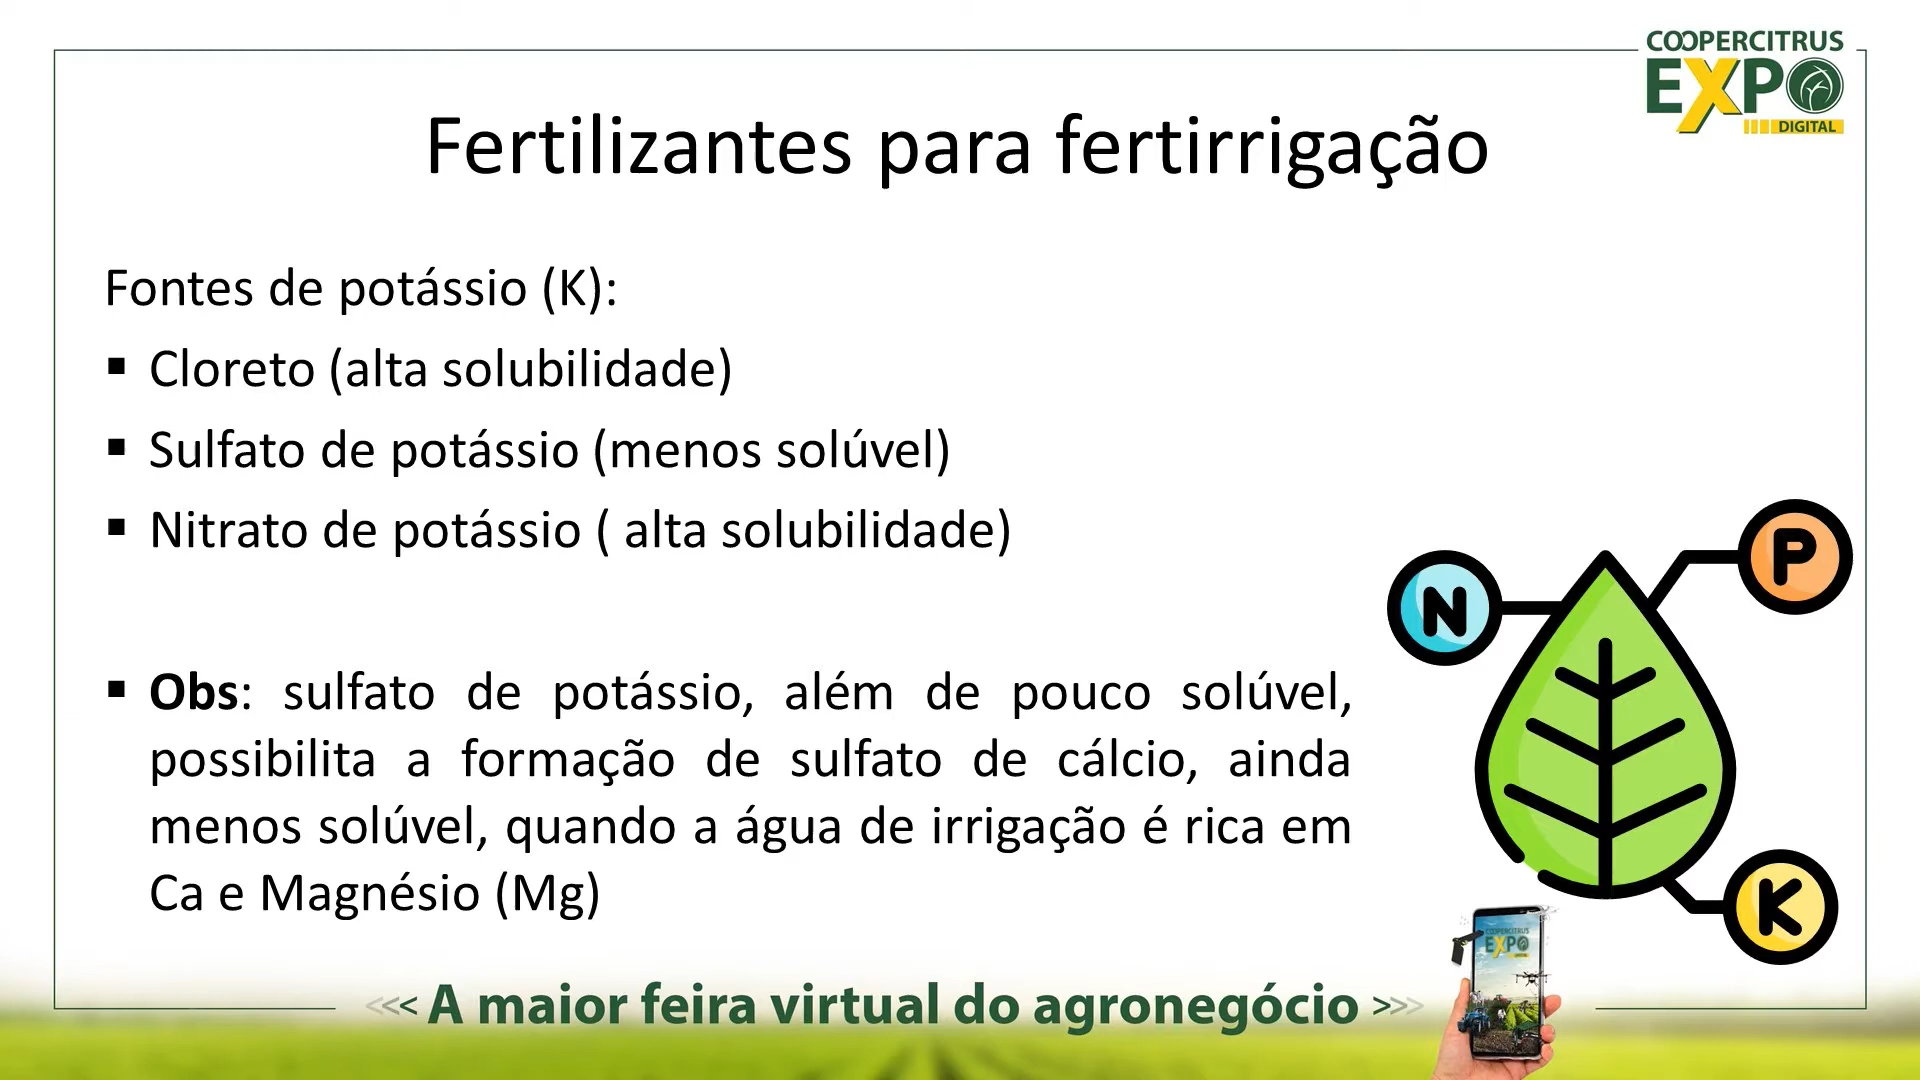 COOPERCITRUS
EXPO
DIGITAL
Fertilizantes para fertirrigação
Fontes de potássio (K):
▪ Cloreto (alta solubilidade)
▪ Sulfato de potássio (menos solúvel)
▪ Nitrato de potássio ( alta solubilidade)
N
P
▪ Obs: sulfato de potássio, além de pouco solúvel,
possibilita a formação de sulfato de cálcio, ainda
menos solúvel, quando a água de irrigação é rica em
Ca e Magnésio (Mg)
K
COOPERCITRUS
EXPO
<<< A maior feira virtual do agronegócio >>>